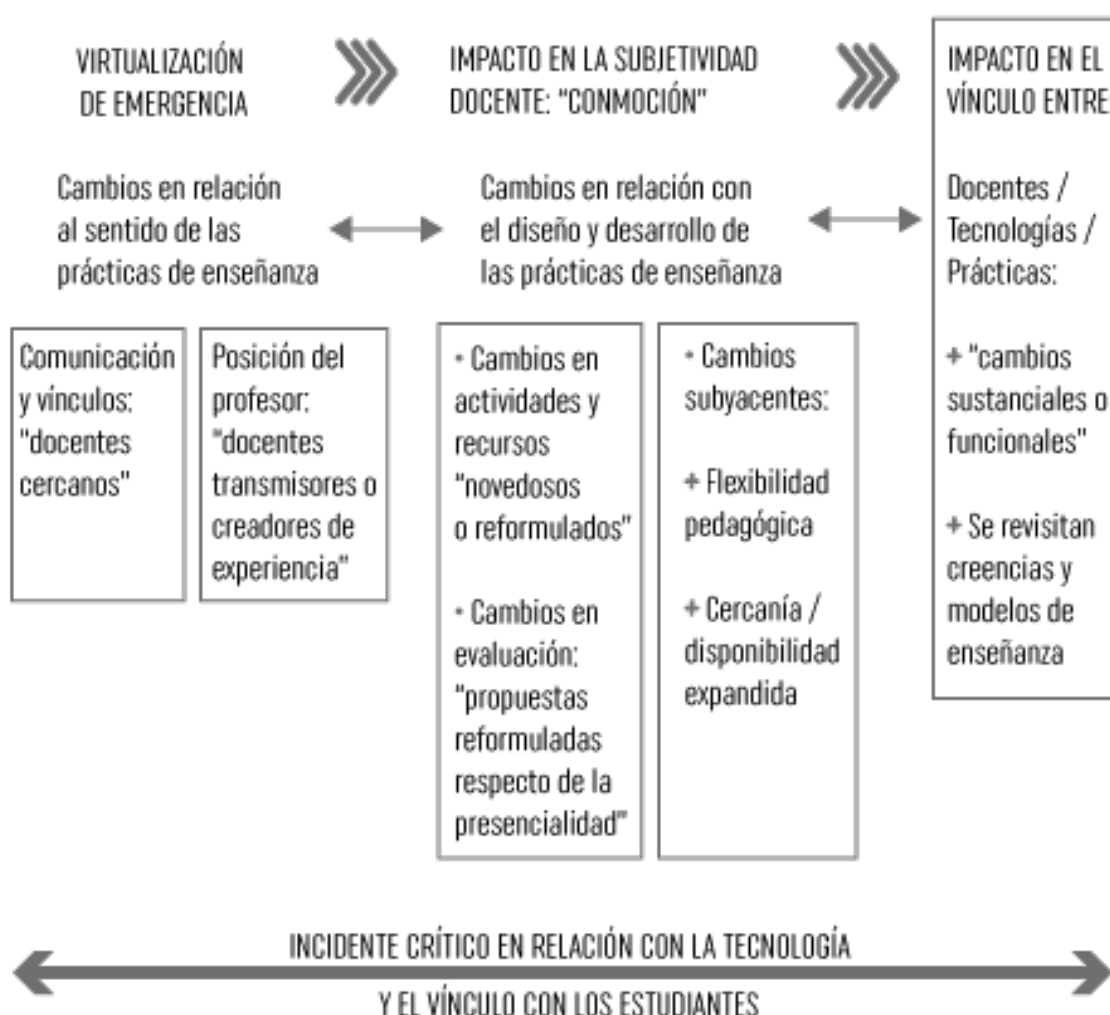 VIRTUALIZACIÓN
DE EMERGENCIA
IMPACTO EN LA SUBJETIVIDAD
DOCENTE: "CONMOCIÓN"
IMPACTO EN EL
VÍNCULO ENTRE
Cambios en relación
al sentido de las
prácticas de enseñanza
Cambios en relación con
el diseño y desarrollo de
las prácticas de enseñanza
Docentes /
Tecnologías /
Prácticas:
+ "cambios
sustanciales o
funcionales"
+ Se revisitan
creencias y
modelos de
enseñanza
Comunicación
y vínculos:
"docentes
cercanos"
Posición del
profesor:
"docentes
transmisores o
creadores de
experiencia"
• Cambios en
actividades y
recursos
"novedosos
o reformulados"
• Cambios en
evaluación:
"propuestas
reformuladas
respecto de la
presencialidad"
• Cambios
subyacentes:
+ Flexibilidad
pedagógica
+ Cercanía /
disponibilidad
expandida
INCIDENTE CRÍTICO EN RELACIÓN CON LA TECNOLOGÍA
Y EL VÍNCULO CON LOS ESTUDIANTES